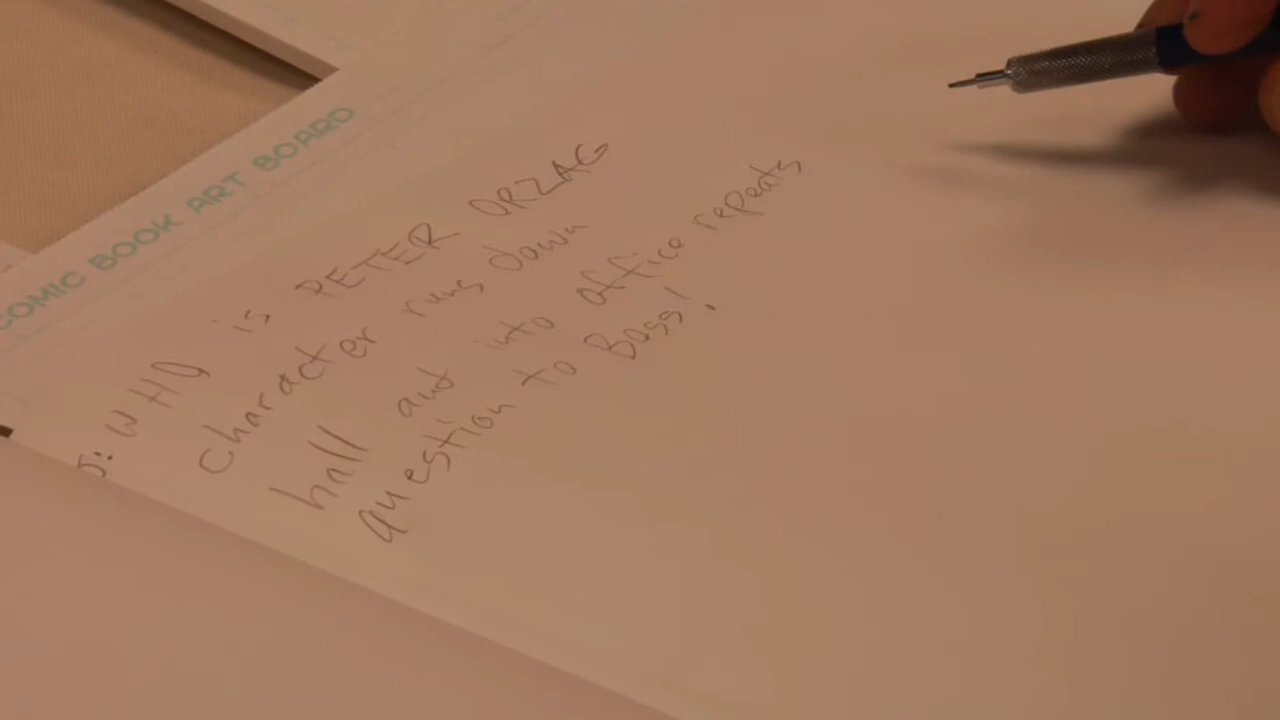 COMIC BOOK ART BOARD
5: WHO is PETER ORZAG
character runs down
hall and into office repeats
question to Boss!